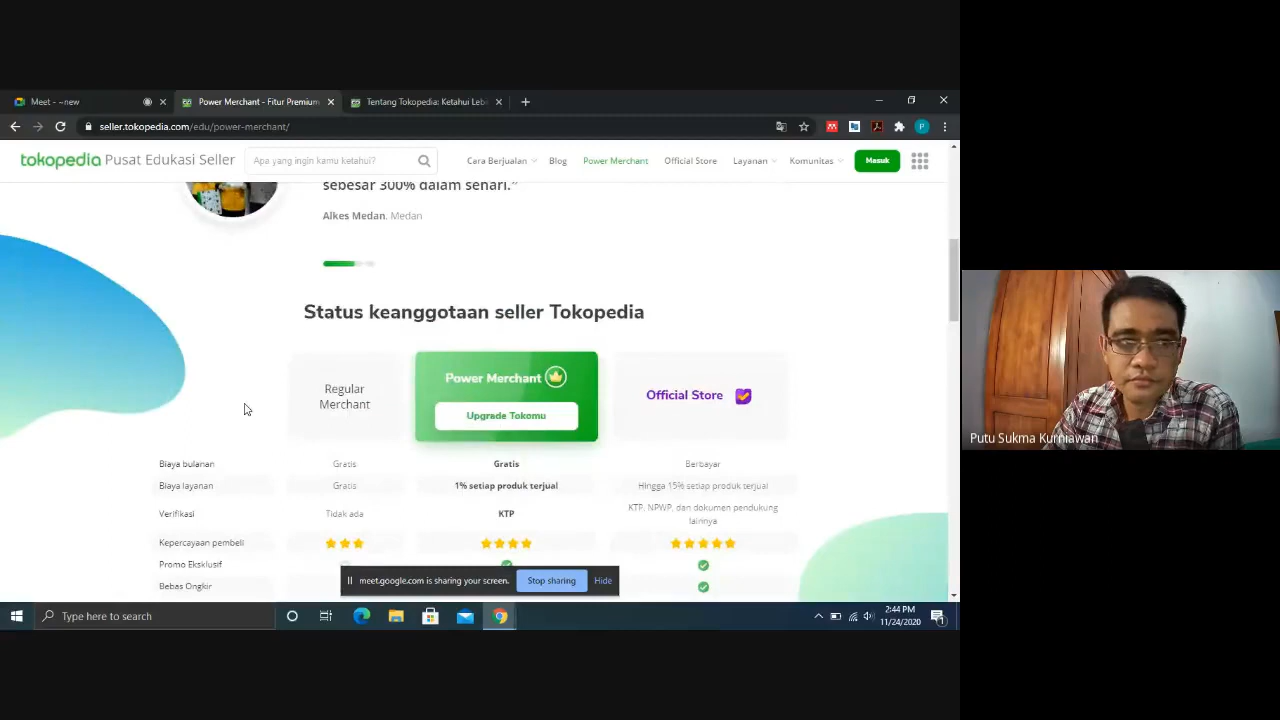 Meet - ~new
Power Merchant - Fitur Premium
Tentang Tokopedia: Ketahui Leb
seller.tokopedia.com/edu/power-merchant/
P
tokopedia Pusat Edukasi Seller
Apa yang ingin kamu ketahui?
Cara Berjualan
Blog
Power Merchant
Official Store
Layanan
Komunitas
Masuk
sebesar 300% dalam sehari."
Alkes Medan. Medan
Status keanggotaan seller Tokopedia
Regular
Merchant
Power Merchant
Upgrade Tokomu
Official Store
Biaya bulanan Gratis Gratis Berbayar
Biaya layanan Gratis 1% setiap produk terjual Hingga 15% setiap produk terjual
Verifikasi Tidak ada KTP KTP, NPWP, dan dokumen pendukung
lainnya
Kepercayaan pembeli
Promo Eksklusif
Bebas Ongkir
meet.google.com is sharing your screen. Stop sharing Hide
Type here to search
2:44 PM
11/24/2020
1
Putu Sukma Kurniawan